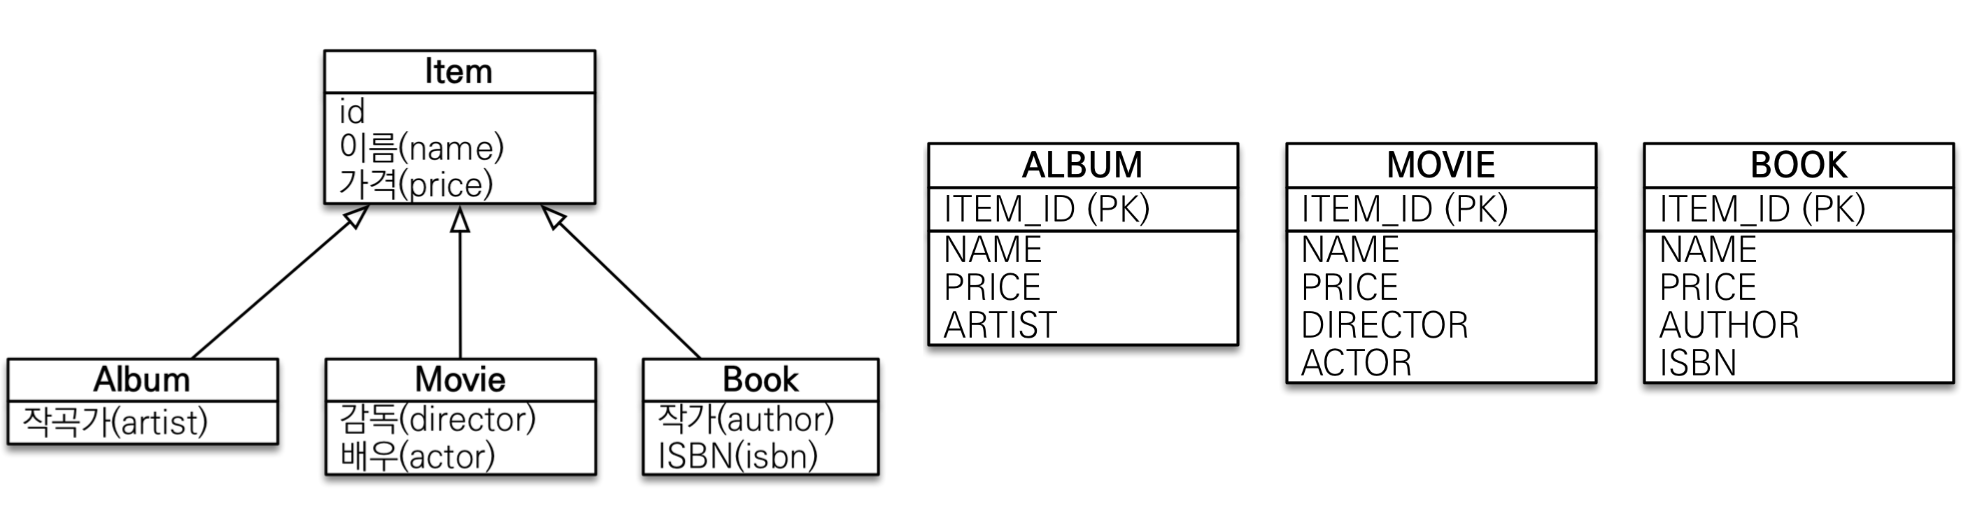 Item
id
이름(name)
가격(price)
Album
작곡가(artist)
Movie
감독(director)
배우(actor)
Book
작가(author)
ISBN(isbn)
ALBUM
ITEM_ID (PK)
NAME
PRICE
ARTIST
MOVIE
ITEM_ID (PK)
NAME
PRICE
DIRECTOR
ACTOR
BOOK
ITEM_ID (PK)
NAME
PRICE
AUTHOR
ISBN